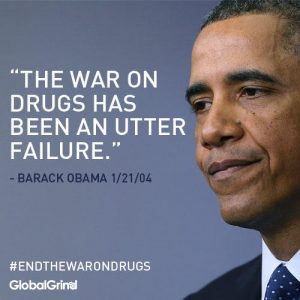 “THE WAR ON
DRUGS HAS
BEEN AN UTTER
FAILURE.”
- BARACK OBAMA 1/21/04
#ENDTHEWARONDRUGS
GlobalGrind